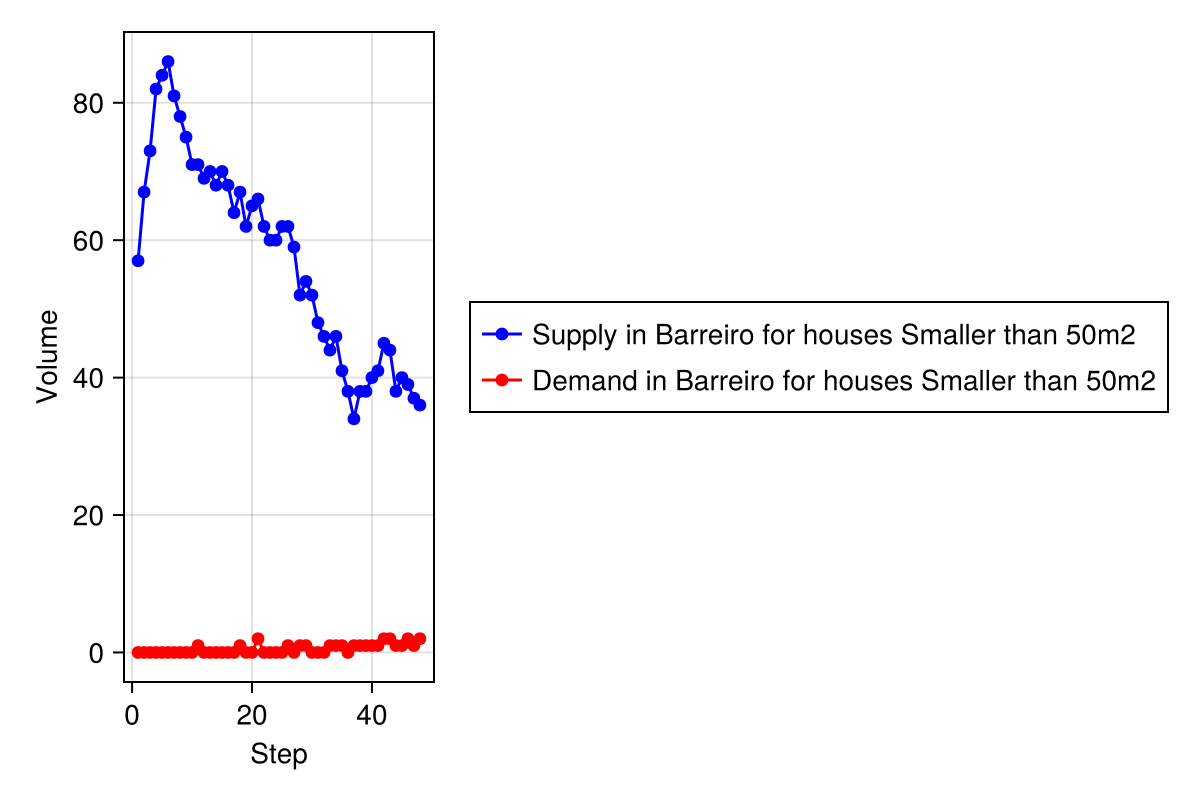 80
60
40
20
0
Volume
0 20 40
Step
Supply in Barreiro for houses Smaller than 50m2
Demand in Barreiro for houses Smaller than 50m2